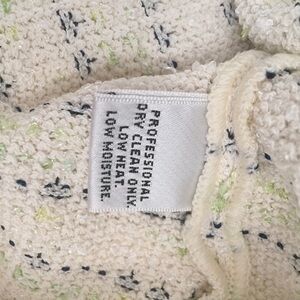 PROFESSIONAL
DRY CLEAN ONLY.
LOW HEAT.
LOW MOISTURE.